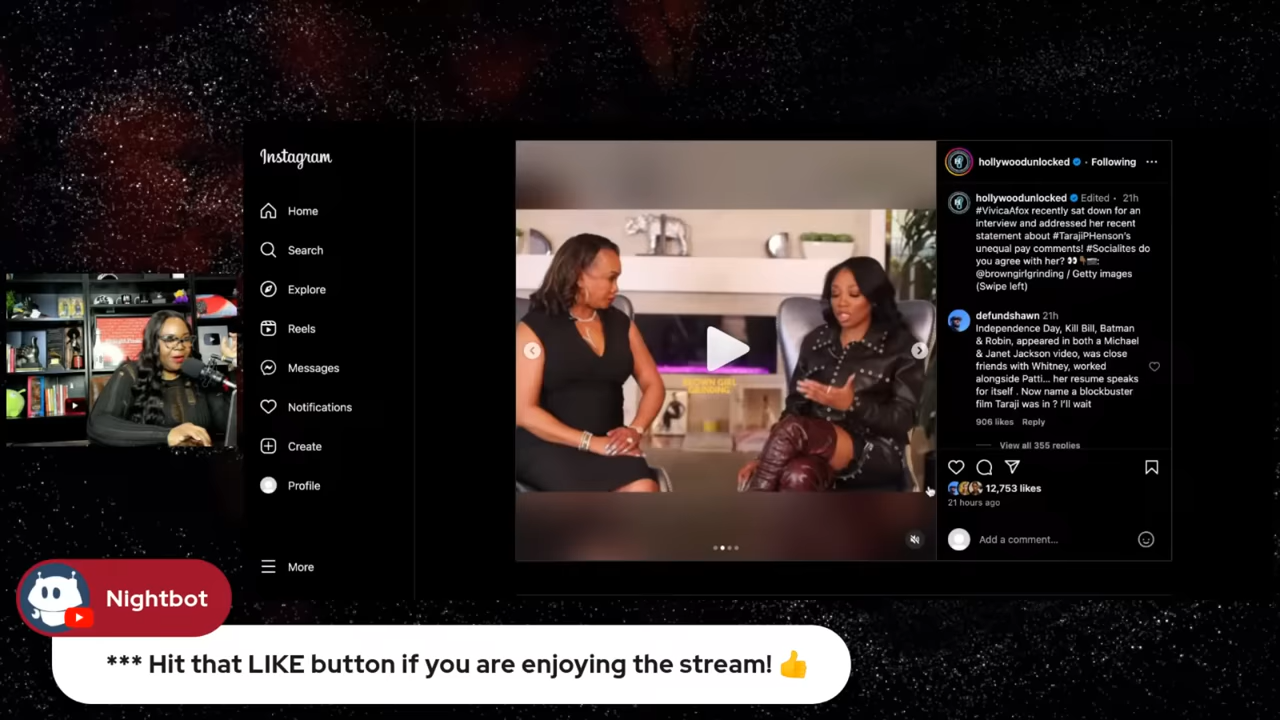 Instagram
Home
Search
Explore
Reels
Messages
Notifications
Create
Profile
More
BROWN GIRL
GRINDING
hollywoodunlocked · Following ...
hollywoodunlocked Edited · 21h
#VivicaAfox recently sat down for an
interview and addressed her recent
statement about #TarajiPHenson's
unequal pay comments! #Socialites do
you agree with her? 👀
@browngirlgrinding / Getty images
(Swipe left)
defundshawn 21h
Independence Day, Kill Bill, Batman
& Robin, appeared in both a Michael
& Janet Jackson video, was close
friends with Whitney, worked
alongside Patti... her resume speaks
for itself . Now name a blockbuster
film Taraji was in ? I'll wait
906 likes Reply
View all 355 replies
12,753 likes
21 hours ago
Add a comment...
Nightbot
*** Hit that LIKE button if you are enjoying the stream! 👍